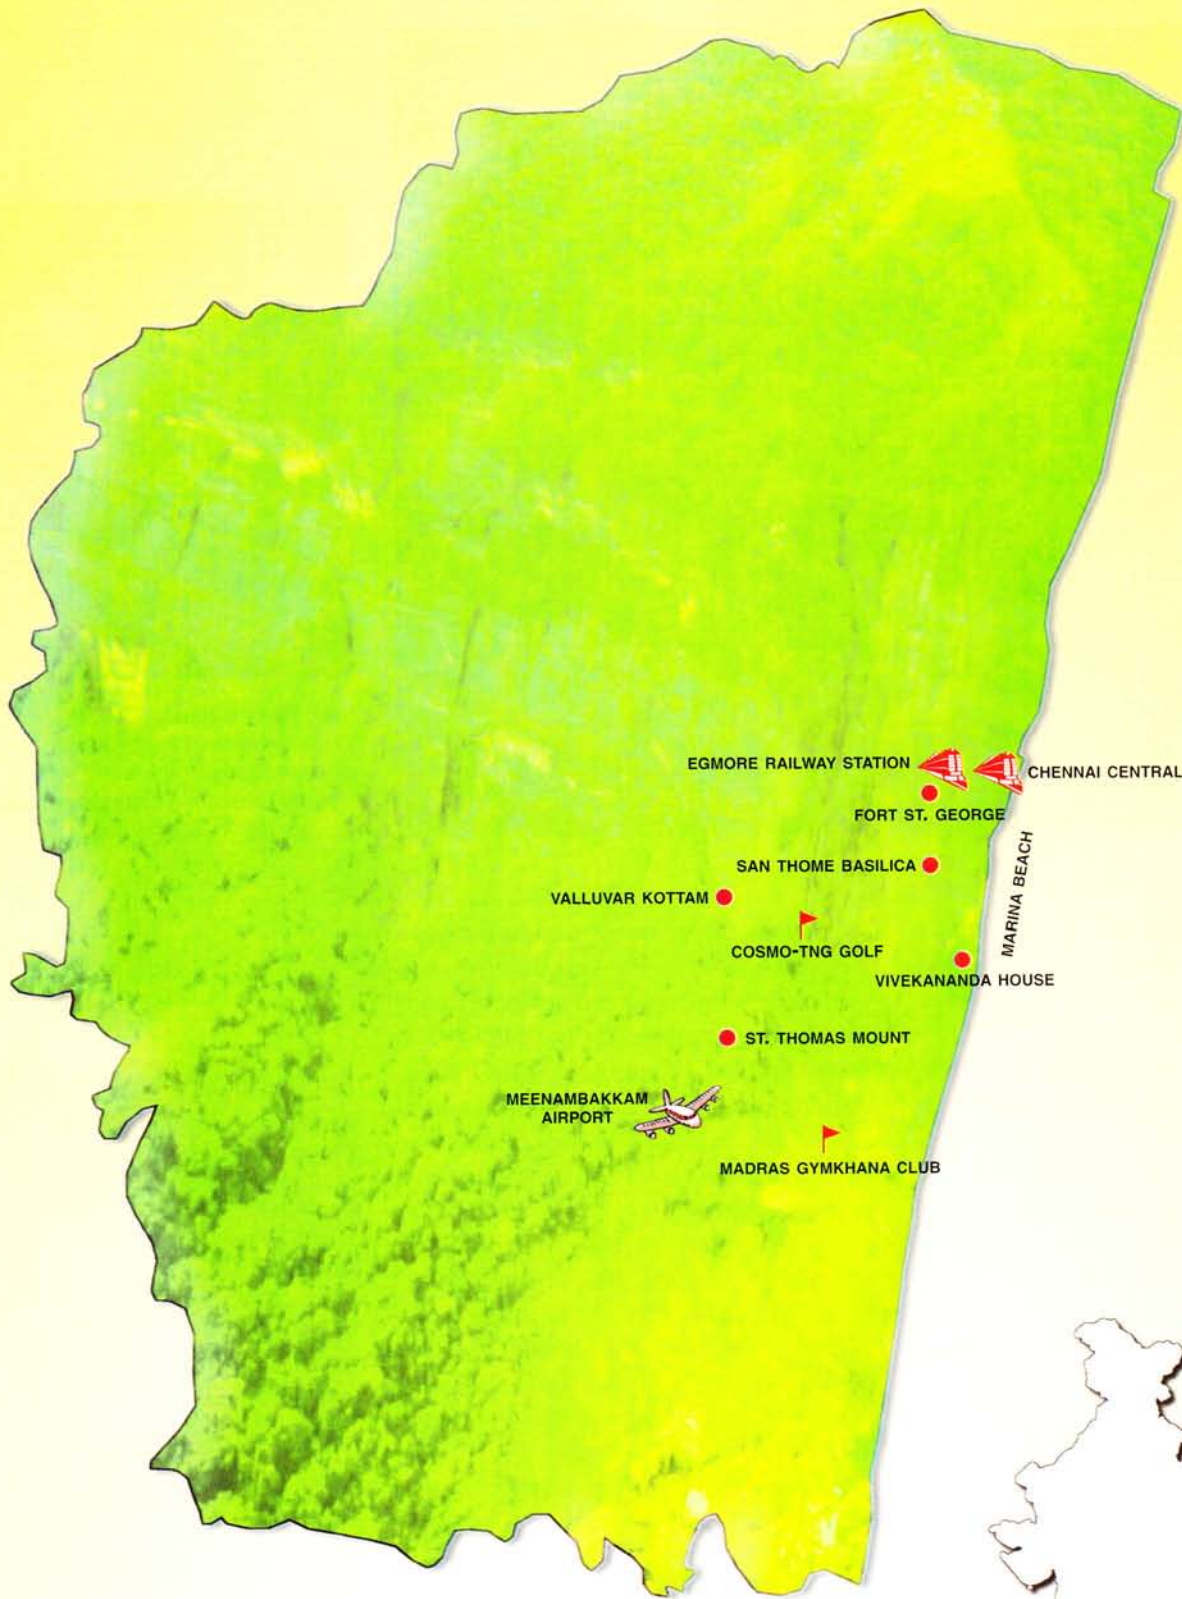 EGMORE RAILWAY STATION
CHENNAI CENTRAL
FORT ST. GEORGE
SAN THOME BASILICA
MARINA BEACH
VALLUVAR KOTTAM
COSMO-TNG GOLF
VIVEKANANDA HOUSE
ST. THOMAS MOUNT
MEENAMBAKKAM
AIRPORT
MADRAS GYMKHANA CLUB